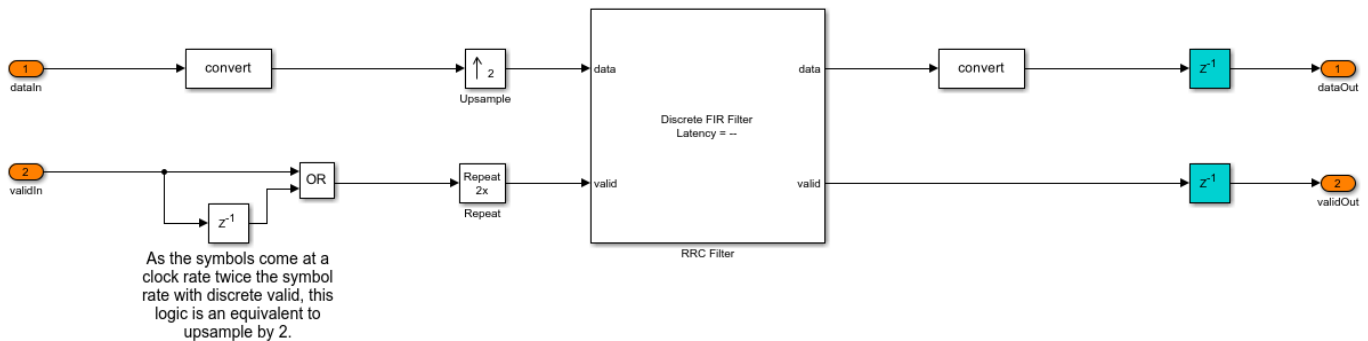 1
dataIn
convert
↑ 2
Upsample
data
data
Discrete FIR Filter
Latency = --
convert
z-1
1
dataOut
2
validIn
OR
z-1
Repeat
2x
Repeat
valid
valid
RRC Filter
z-1
2
validOut
As the symbols come at a
clock rate twice the symbol
rate with discrete valid, this
logic is an equivalent to
upsample by 2.